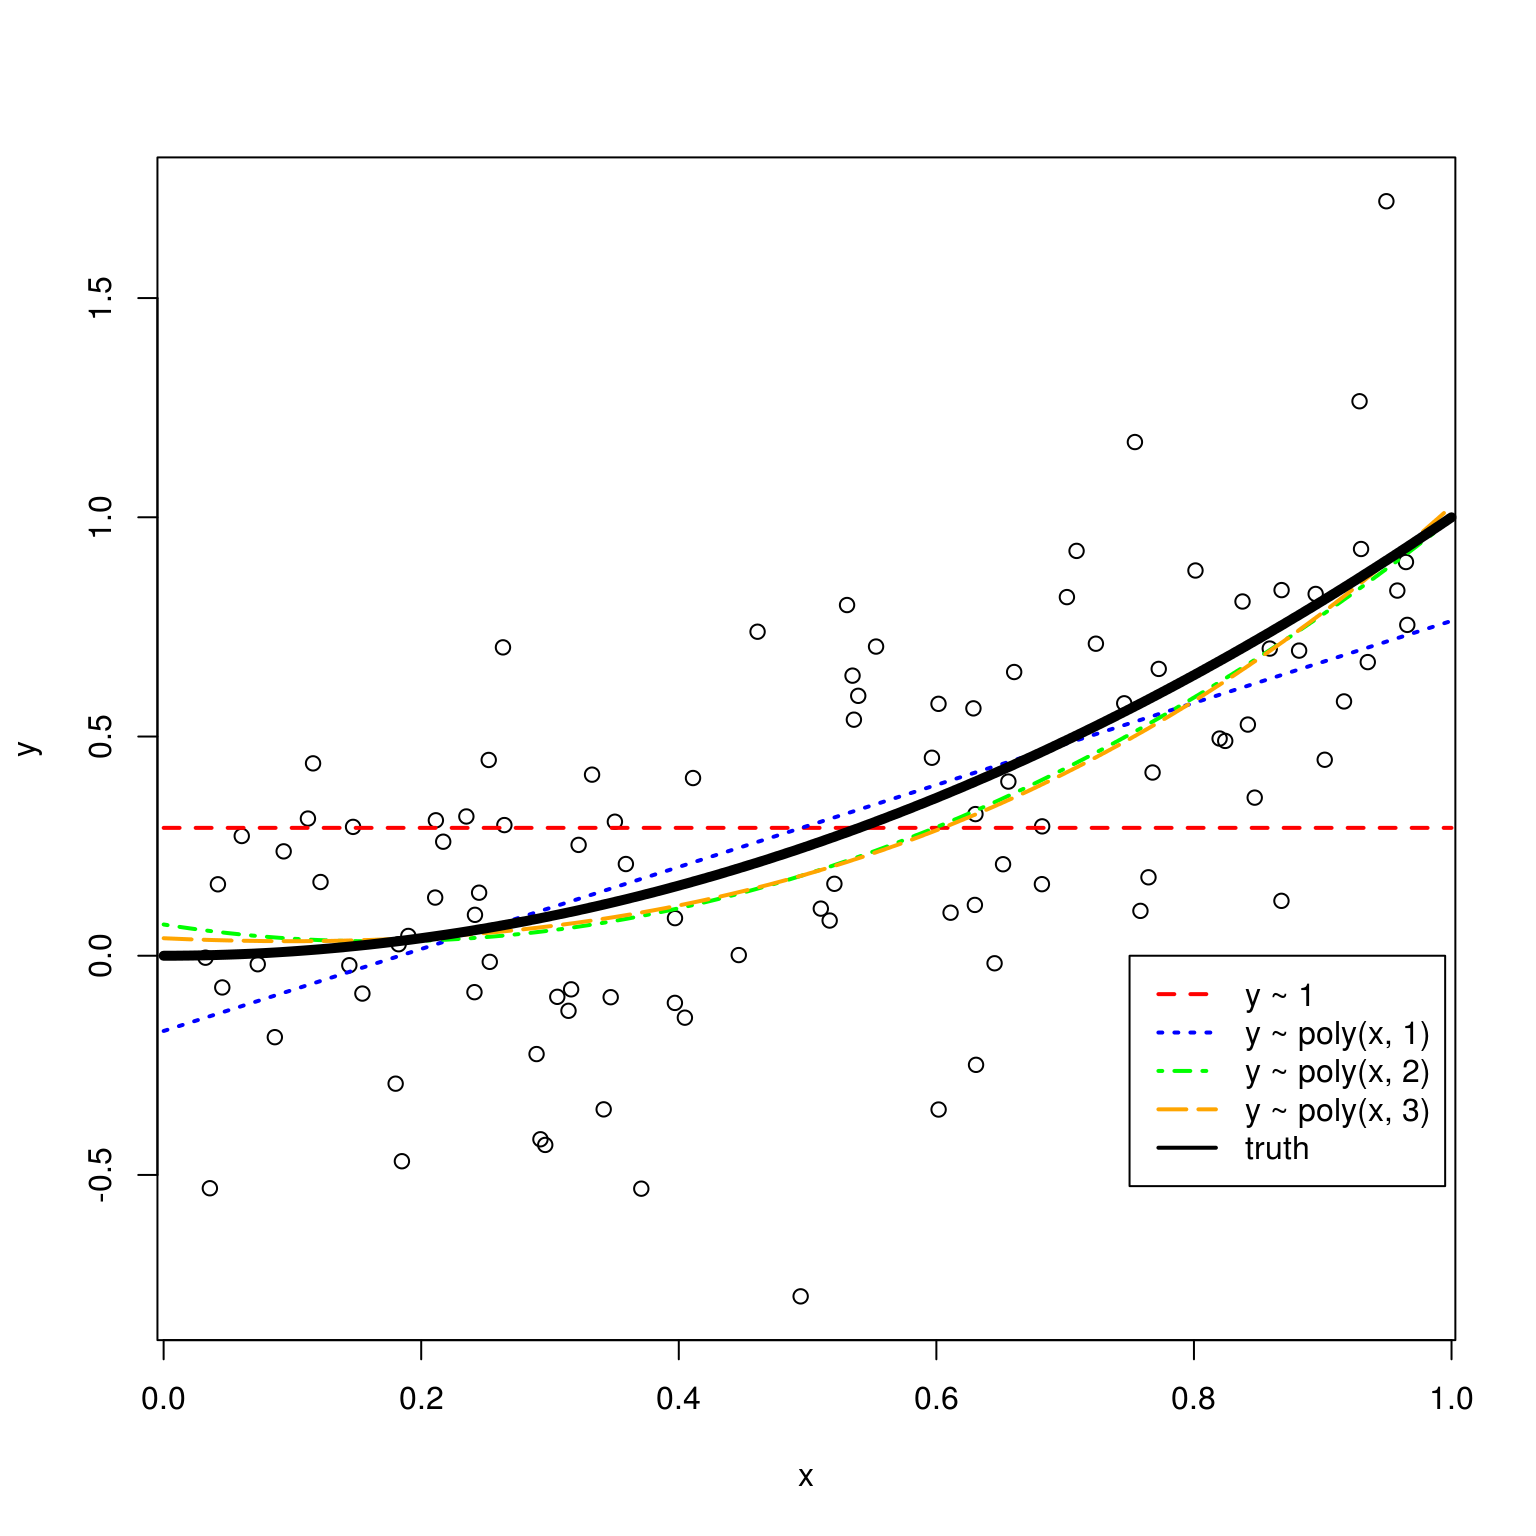 1.5
1.0
0.5
0.0
-0.5
y
0.0 0.2 0.4 0.6 0.8 1.0
x
y ~ 1
y ~ poly(x, 1)
y ~ poly(x, 2)
y ~ poly(x, 3)
truth